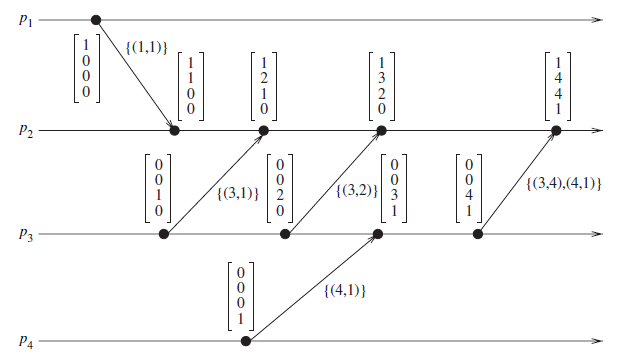 p1
{(1,1)}
1 0 0 0
1 1 0 0
1 2 1 0
1 3 2 0
1 4 4 1
p2
0 0 1 0
{(3,1)}
0 0 2 0
{(3,2)}
0 0 3 1
0 0 4 1
{(3,4),(4,1)}
p3
0 0 0 1
{(4,1)}
p4